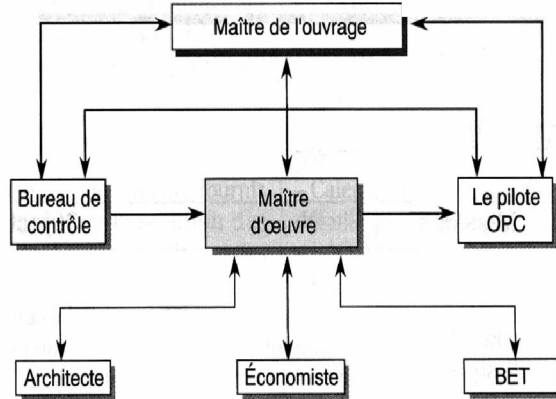 Maître de l'ouvrage
Bureau de
contrôle
Maître
d'œuvre
Le pilote
OPC
Architecte
Économiste
BET